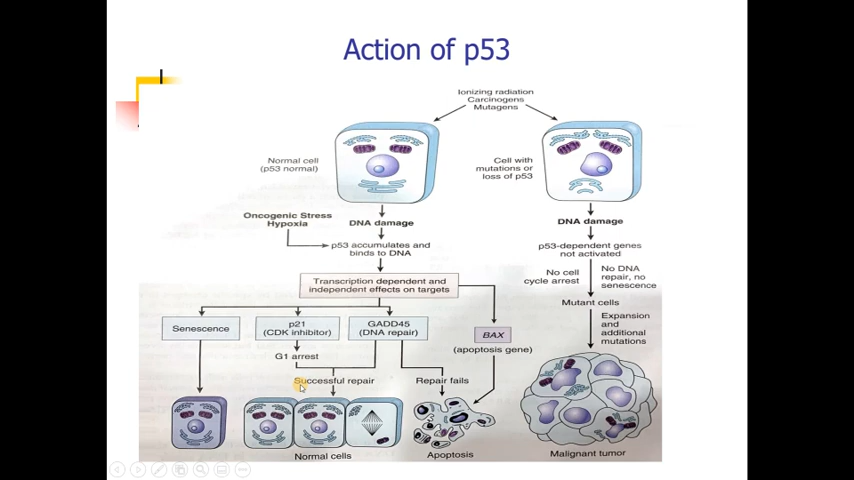 Action of p53
Ionizing radiation
Carcinogens
Mutagens
Normal cell
(p53 normal)
Cell with
mutations or
loss of p53
Oncogenic Stress
Hypoxia
DNA damage
DNA damage
p53 accumulates and
binds to DNA
p53-dependent genes
not activated
No cell
cycle arrest
No DNA
repair, no
senescence
Transcription dependent and
independent effects on targets
Mutant cells
Senescence
p21
(CDK inhibitor)
GADD45
(DNA repair)
BAX
(apoptosis gene)
Expansion
and
additional
mutations
G1 arrest
Successful repair
Repair fails
Normal cells
Apoptosis
Malignant tumor